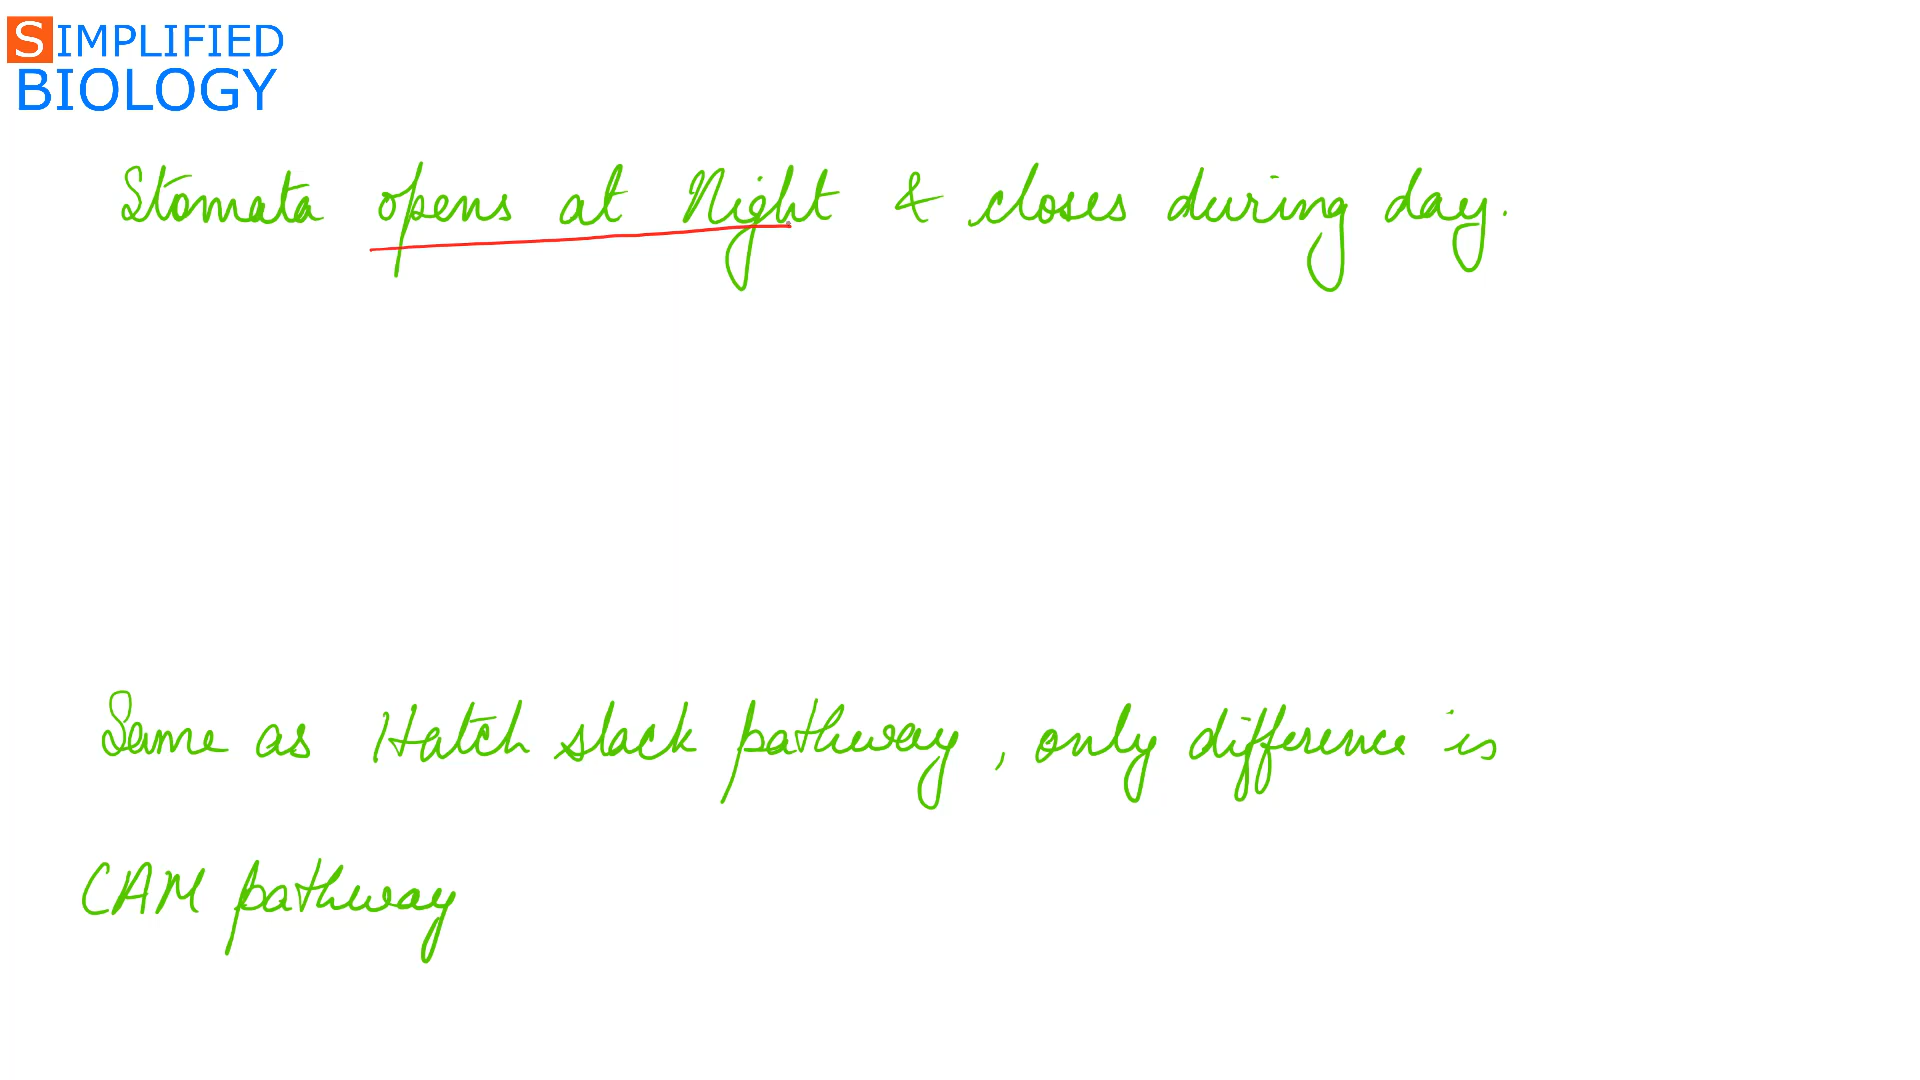 SIMPLIFIED
BIOLOGY
Stomata opens at Night & closes during day.
Same as Hatch slack pathway, only difference is
CAM pathway